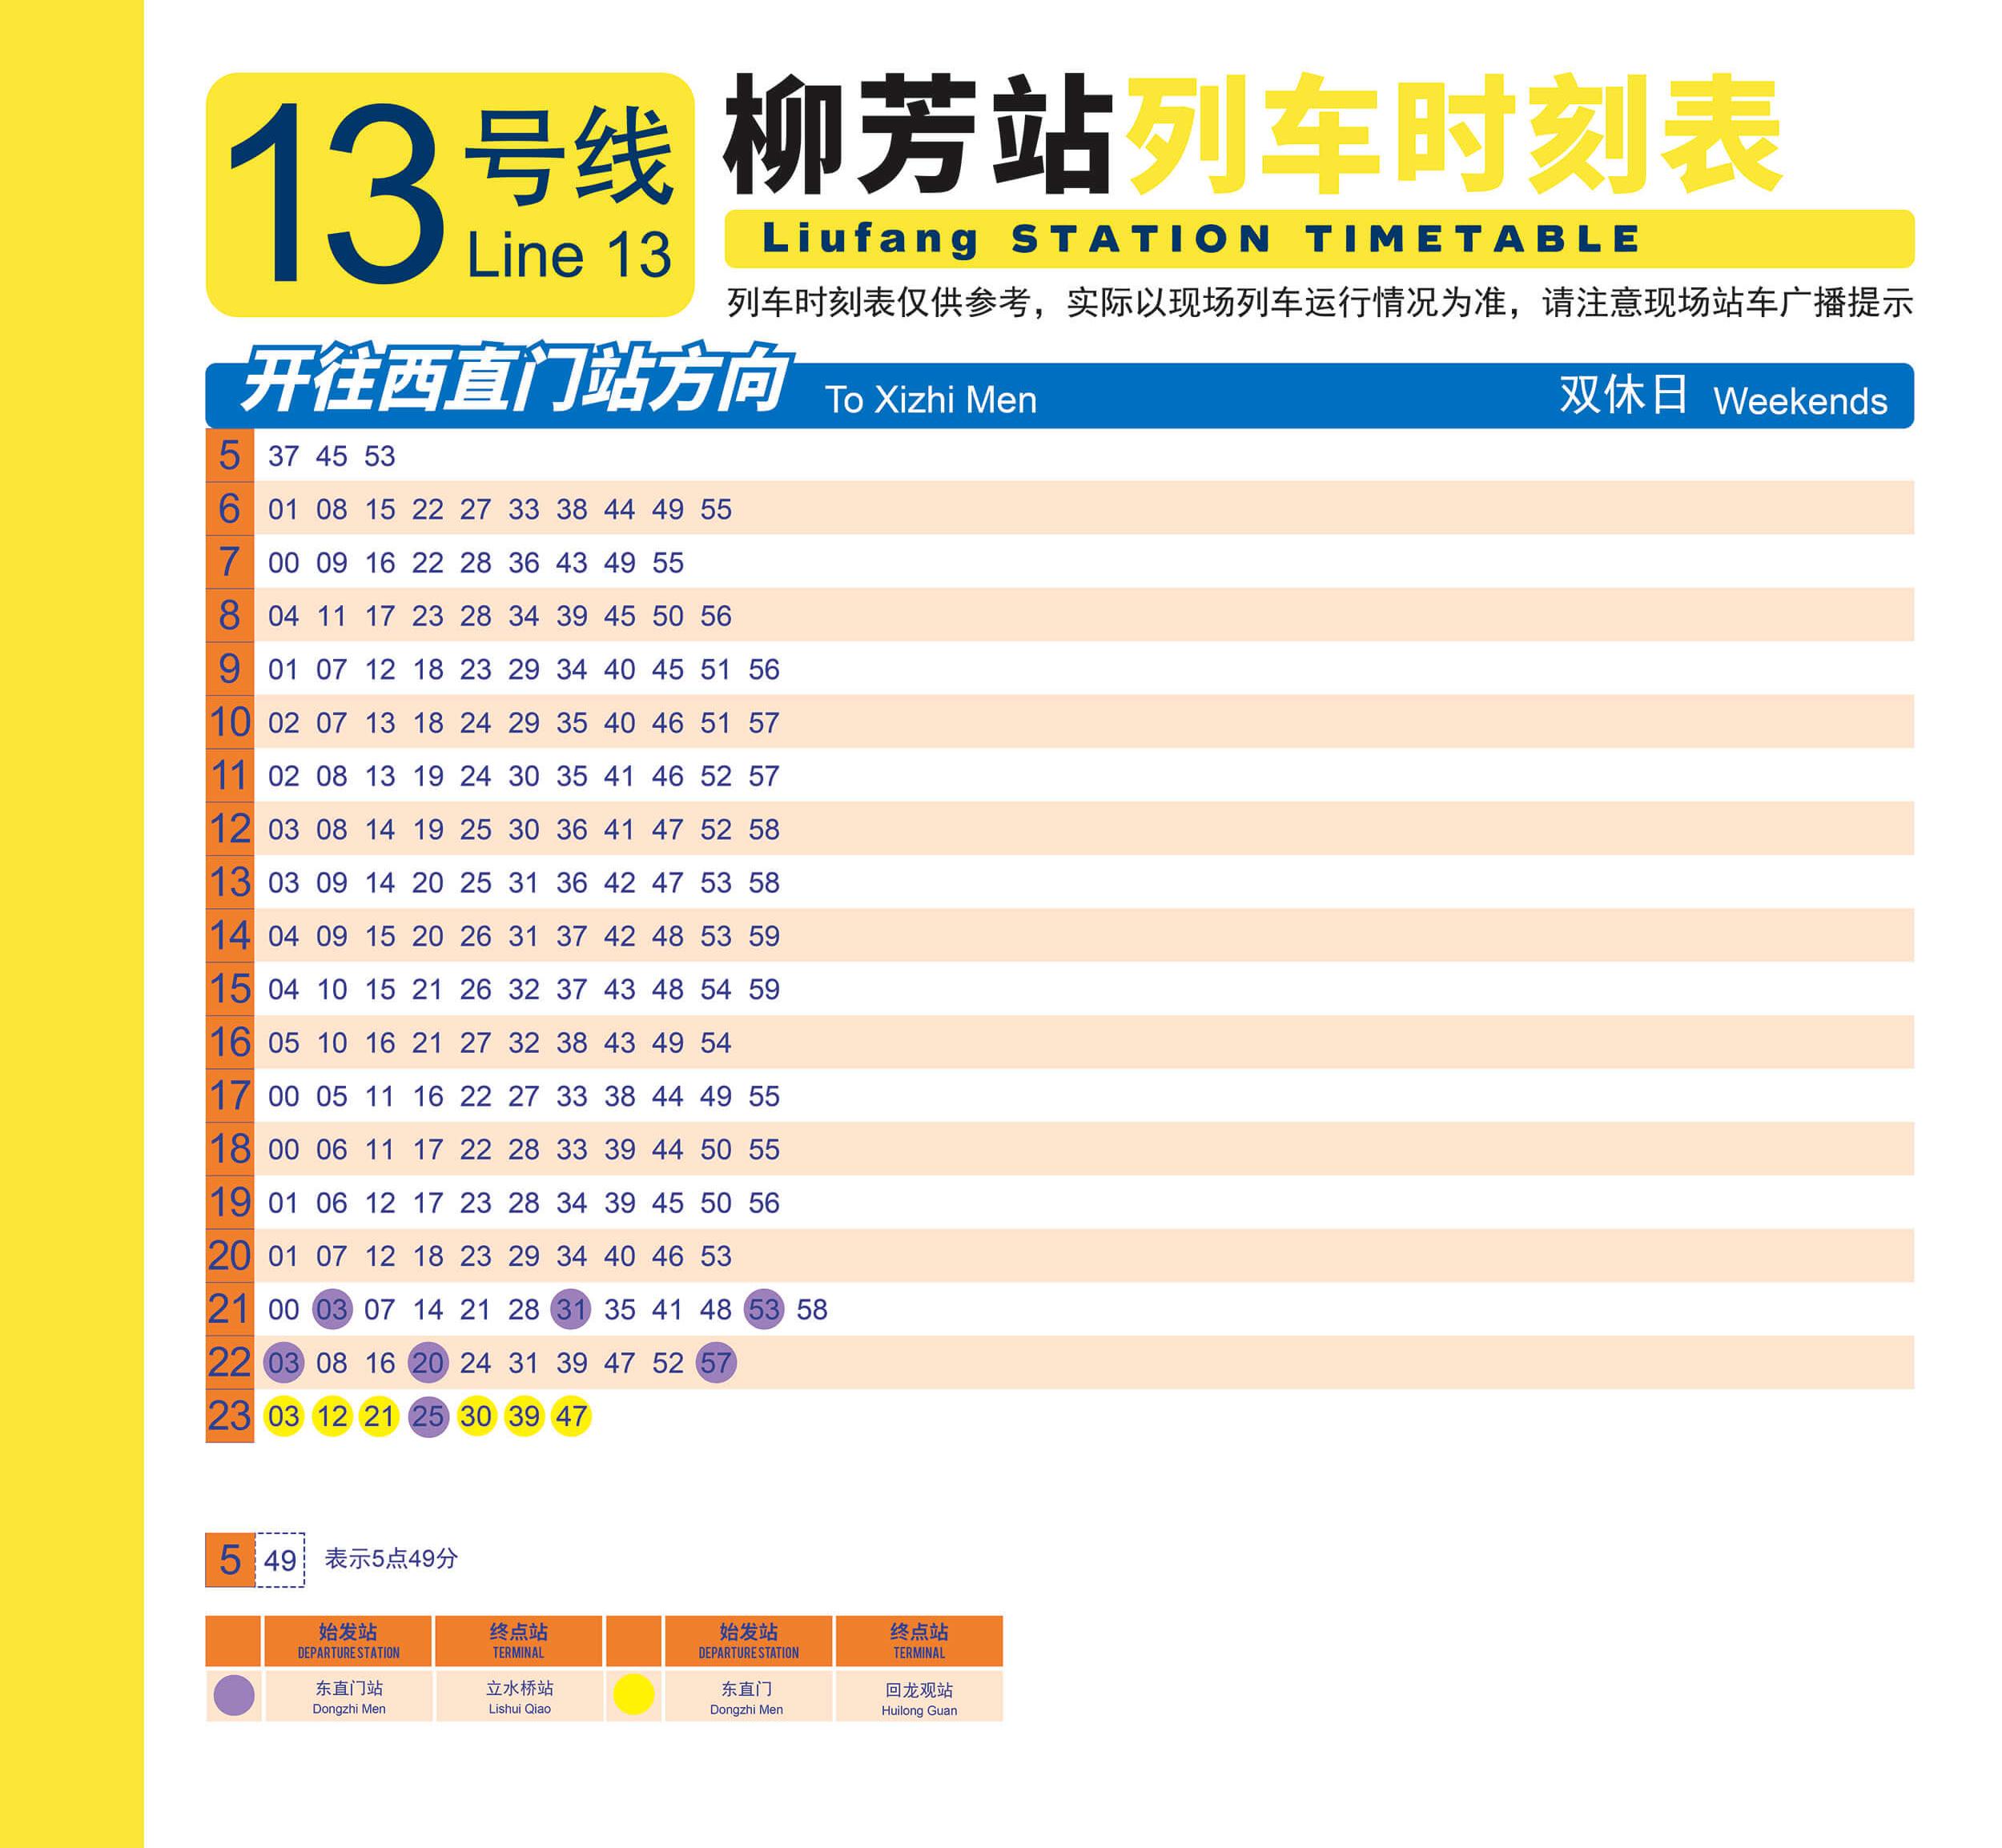 13号线
Line 13
柳芳站列车时刻表
Liufang STATION TIMETABLE
列车时刻表仅供参考，实际以现场列车运行情况为准，请注意现场站车广播提示
开往西直门站方向 To Xizhi Men 双休日 Weekends
5 37 45 53
6 01 08 15 22 27 33 38 44 49 55
7 00 09 16 22 28 36 43 49 55
8 04 11 17 23 28 34 39 45 50 56
9 01 07 12 18 23 29 34 40 45 51 56
10 02 07 13 18 24 29 35 40 46 51 57
11 02 08 13 19 24 30 35 41 46 52 57
12 03 08 14 19 25 30 36 41 47 52 58
13 03 09 14 20 25 31 36 42 47 53 58
14 04 09 15 20 26 31 37 42 48 53 59
15 04 10 15 21 26 32 37 43 48 54 59
16 05 10 16 21 27 32 38 43 49 54
17 00 05 11 16 22 27 33 38 44 49 55
18 00 06 11 17 22 28 33 39 44 50 55
19 01 06 12 17 23 28 34 39 45 50 56
20 01 07 12 18 23 29 34 40 46 53
21 00 03 07 14 21 28 31 35 41 48 53 58
22 03 08 16 20 24 31 39 47 52 57
23 03 12 21 25 30 39 47
5 49 表示5点49分
始发站 终点站 始发站 终点站
DEPARTURE STATION TERMINAL DEPARTURE STATION TERMINAL
东直门站 立水桥站 东直门 回龙观站
Dongzhi Men Lishui Qiao Dongzhi Men Huilong Guan